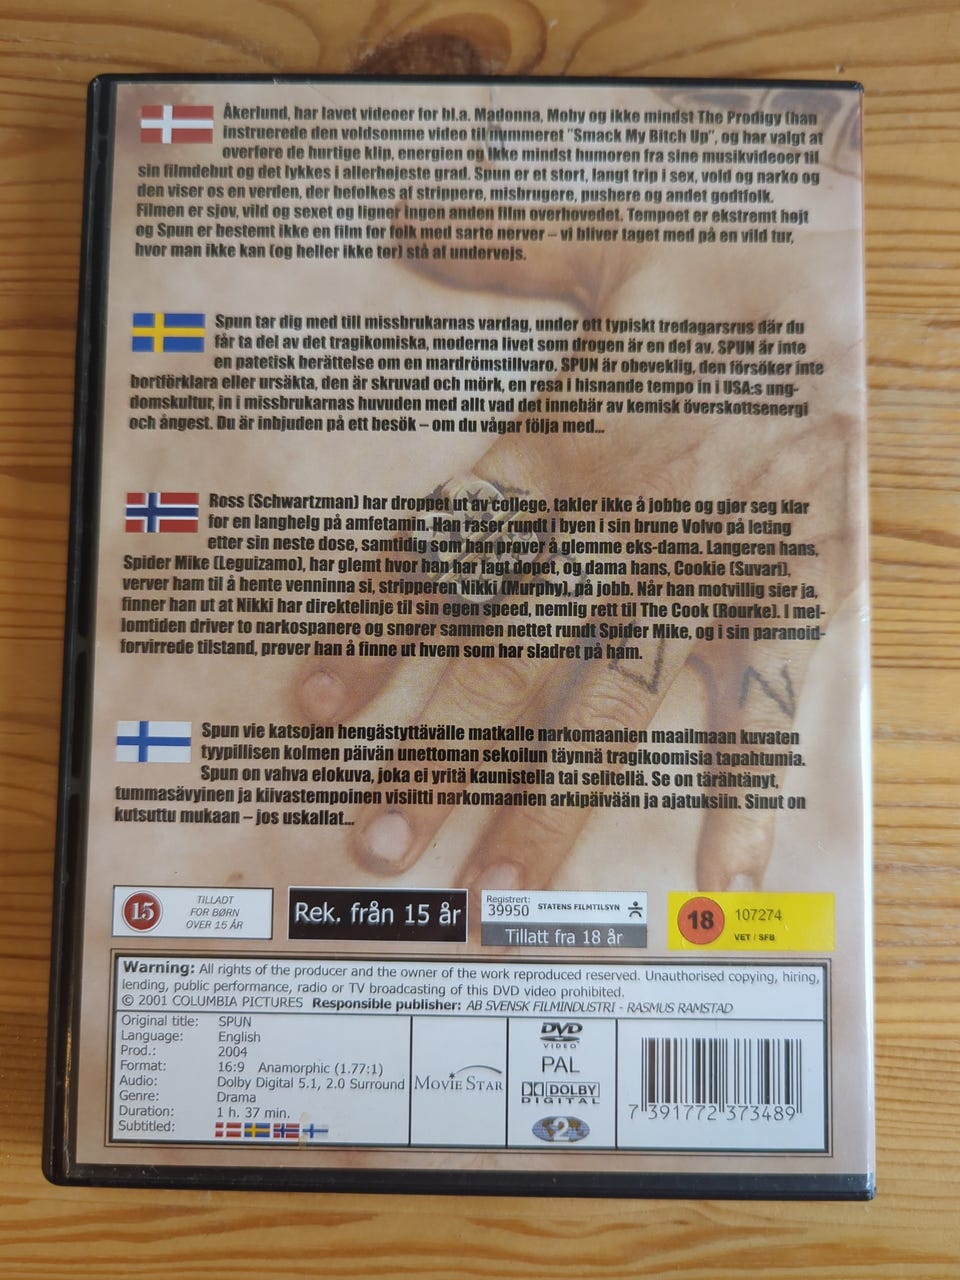 Åkerlund, har lavet videoer for bl.a. Madonna, Moby og ikke mindst The Prodigy (han
instruerede den voldsomme video til nummeret "Smack My Bitch Up", og har valgt at
overføre de hurtige klip, energien og ikke mindst humoren fra sine musikvideoer til
sin filmdebut og det lykkes i allerhøjeste grad. Spun er et stort, langt trip i sex, vold og narko og
den viser os en verden, der befolkes af strippere, misbrugere, pushere og andet godtfolk.
Filmen er sjov, vild og sexet og ligner ingen anden film overhovedet. Tempoet er ekstremt højt
og Spun er bestemt ikke en film for folk med sarte nerver – vi bliver taget med på en vild tur,
hvor man ikke kan (og heller ikke tør) stå af undervejs.
Spun tar dig med till missbrukarnas vardag, under ett typiskt tredagarsrus där du
får ta del av det tragikomiska, moderna livet som drogen är en del av. SPUN är inte
en patetisk berättelse om en mardrömstillvaro. SPUN är obeveklig, den försöker inte
bortförklara eller ursäkta, den är skruvad och mörk, en resa i hisnande tempo in i USA:s ung-
domskultur, in i missbrukarnas huvuden med allt vad det innebär av kemisk överskottsenergi
och ångest. Du är inbjuden på ett besök – om du vågar följa med...
Ross (Schwartzman) har droppet ut av college, takler ikke å jobbe og gjør seg klar
for en langhelg på amfetamin. Han raser rundt i byen i sin brune Volvo på leting
etter sin neste dose, samtidig som han prøver å glemme eks-dama. Langeren hans,
Spider Mike (Leguizamo), har glemt hvor han har lagt dopet, og dama hans, Cookie (Suvari),
verver ham til å hente venninna si, stripperen Nikki (Murphy), på jobb. Når han motvillig sier ja,
finner han ut at Nikki har direktelinje til sin egen speed, nemlig rett til The Cook (Rourke). I mel-
lomtiden driver to narkospanere og snører sammen nettet rundt Spider Mike, og i sin paranoid-
forvirrede tilstand, prøver han å finne ut hvem som har sladret på ham.
Spun vie katsojan hengästyttävälle matkalle narkomaanien maailmaan kuvaten
tyypillisen kolmen päivän unettoman sekoilun täynnä tragikoomisia tapahtumia.
Spun on vahva elokuva, joka ei yritä kaunistella tai selitellä. Se on tärähtänyt,
tummasävyinen ja kiivastempoinen visiitti narkomaanien arkipäivään ja ajatuksiin. Sinut on
kutsuttu mukaan – jos uskallat...
15 TILLADT
FOR BØRN
OVER 15 ÅR
Rek. från 15 år
Registrert:
39950 STATENS FILMTILSYN
Tillatt fra 18 år
18 107274
VET / SFB
Warning: All rights of the producer and the owner of the work reproduced reserved. Unauthorised copying, hiring,
lending, public performance, radio or TV broadcasting of this DVD video prohibited.
© 2001 COLUMBIA PICTURES Responsible publisher: AB SVENSK FILMINDUSTRI - RASMUS RAMSTAD
Original title: SPUN
Language: English
Prod.: 2004
Format: 16:9 Anamorphic (1.77:1)
Audio: Dolby Digital 5.1, 2.0 Surround
Genre: Drama
Duration: 1 h. 37 min.
Subtitled:
MOVIE STAR
DVD
VIDEO
PAL
DOLBY
DIGITAL
2
7 391772 373489